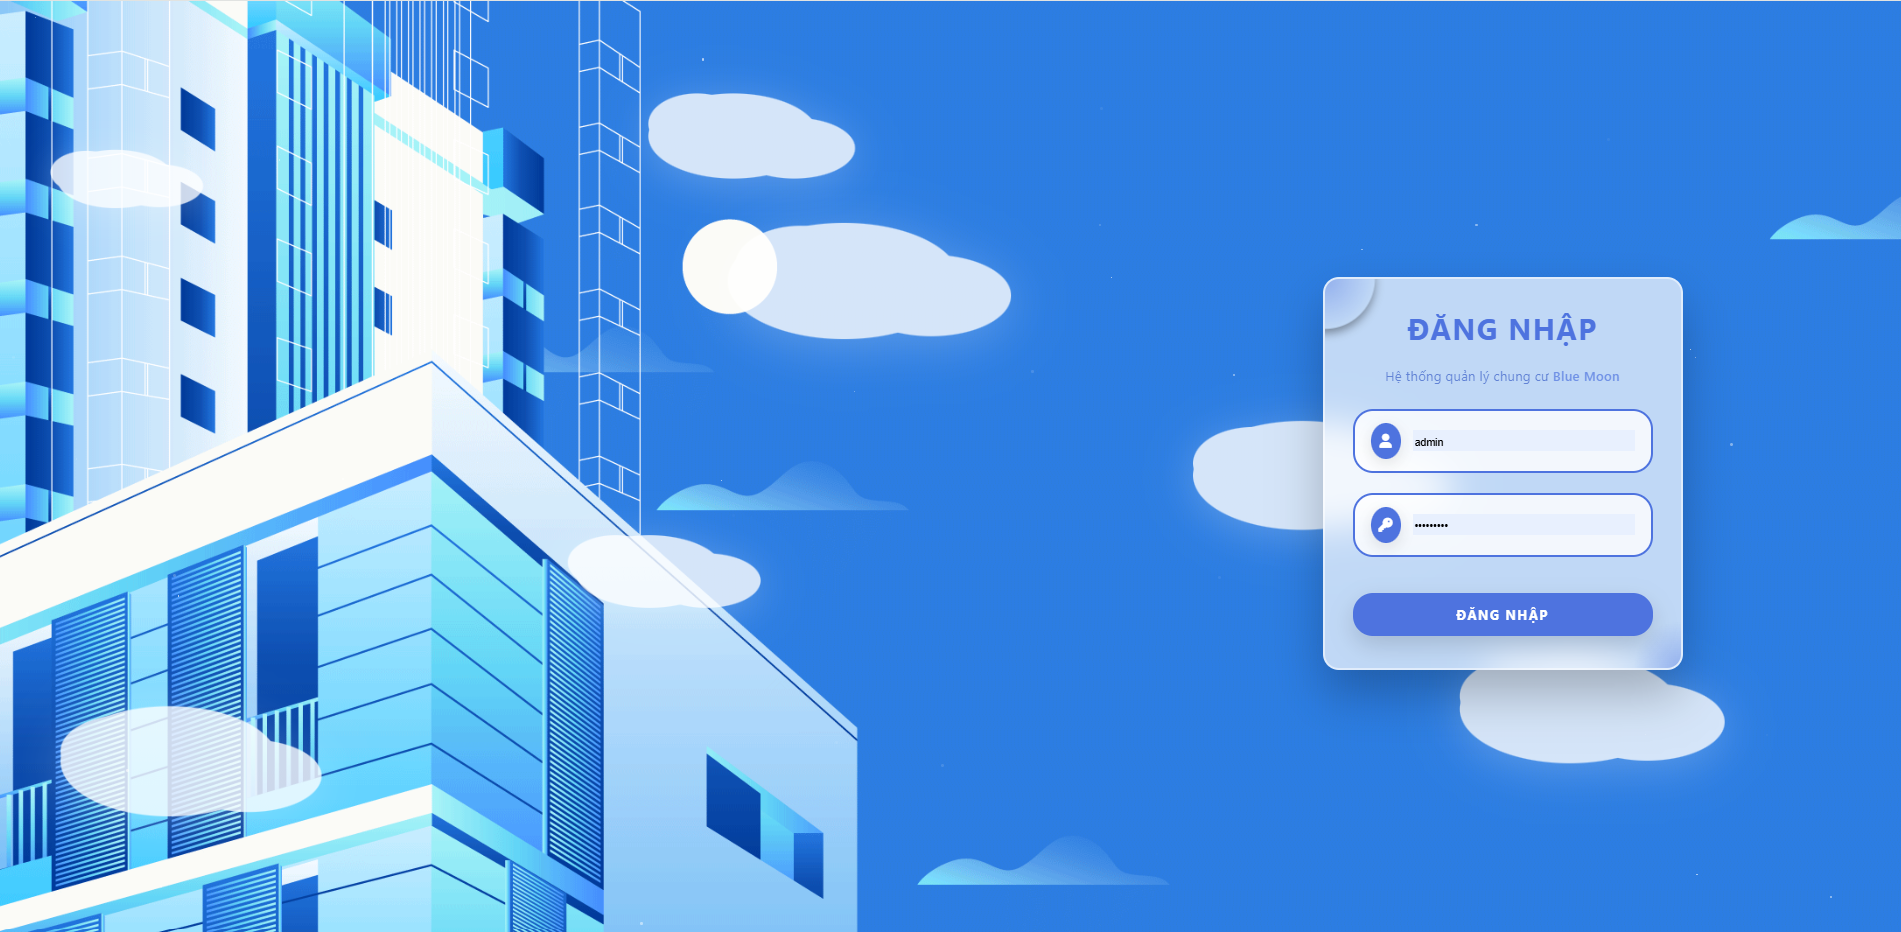 ĐĂNG NHẬP
Hệ thống quản lý chung cư Blue Moon
admin
•••••••••
ĐĂNG NHẬP